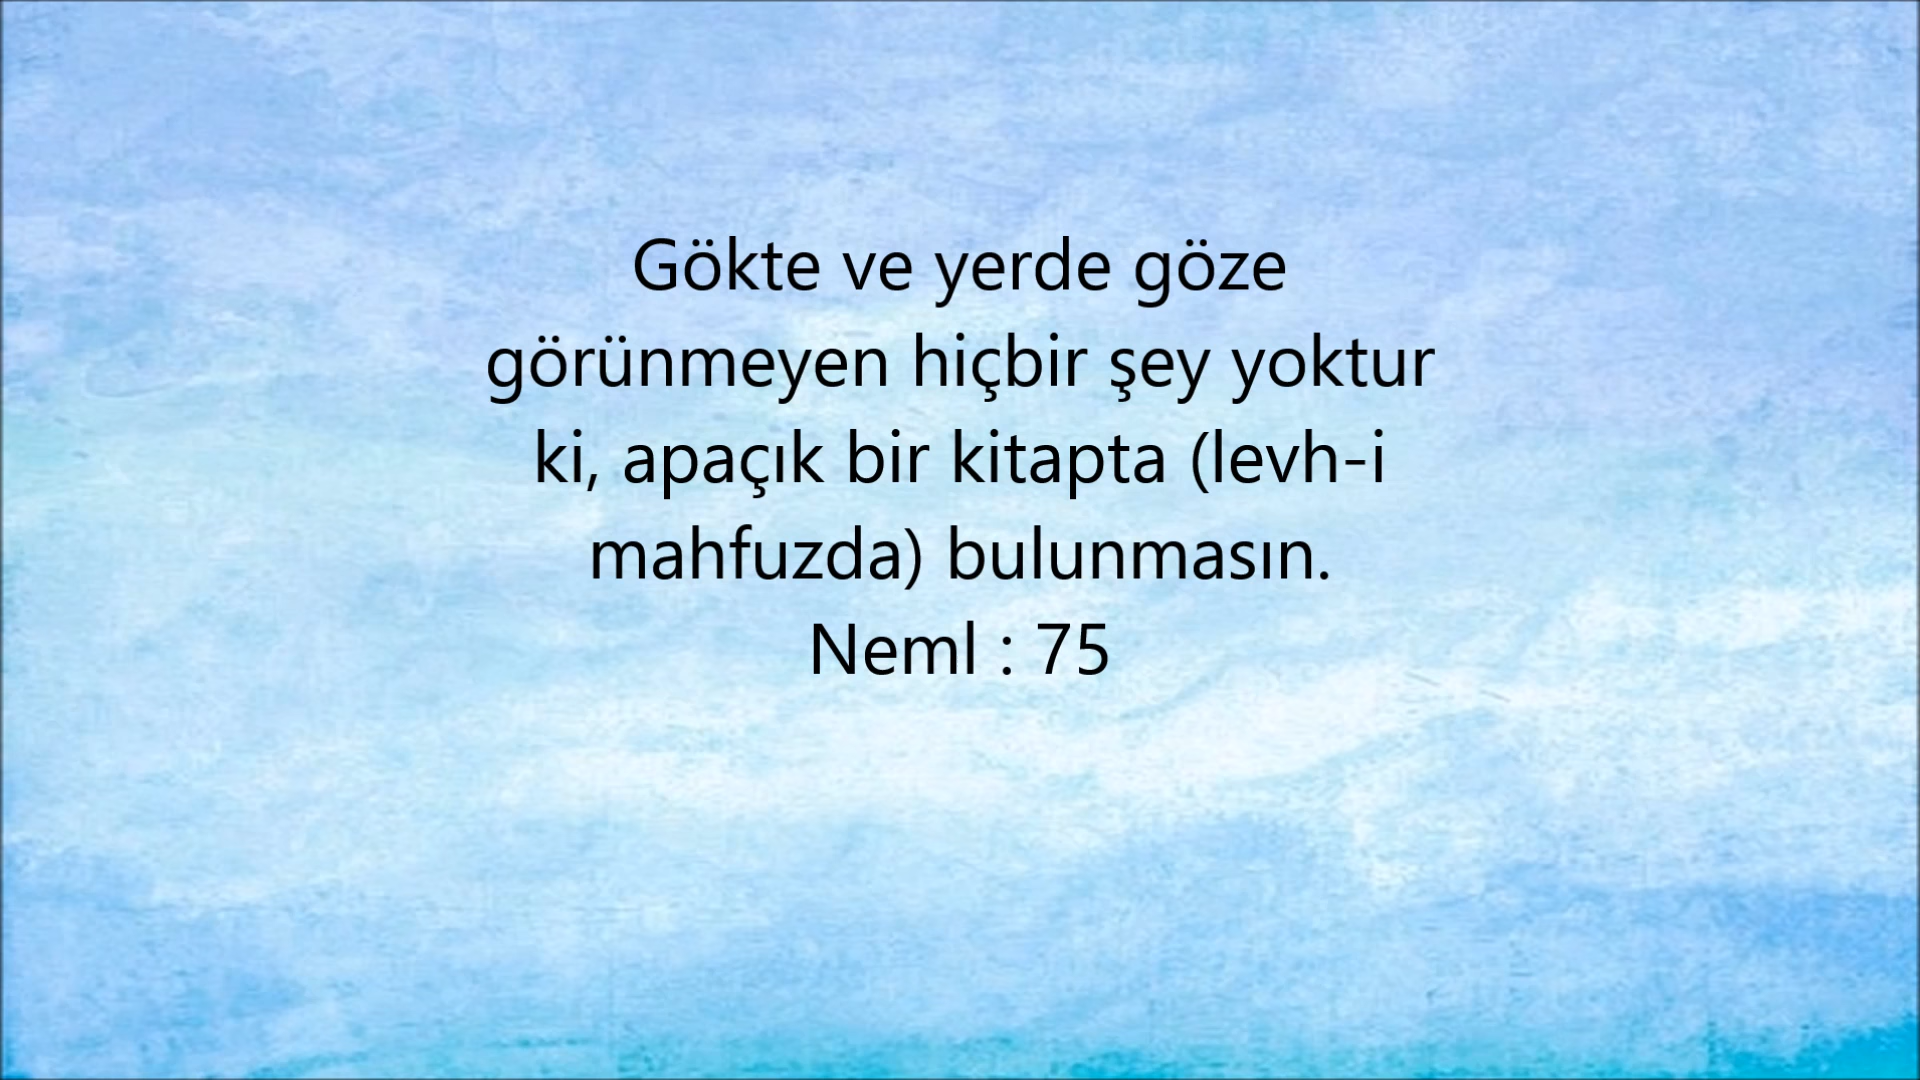 Gökte ve yerde göze
görünmeyen hiçbir şey yoktur
ki, apaçık bir kitapta (levh-i
mahfuzda) bulunmasın.
Neml : 75